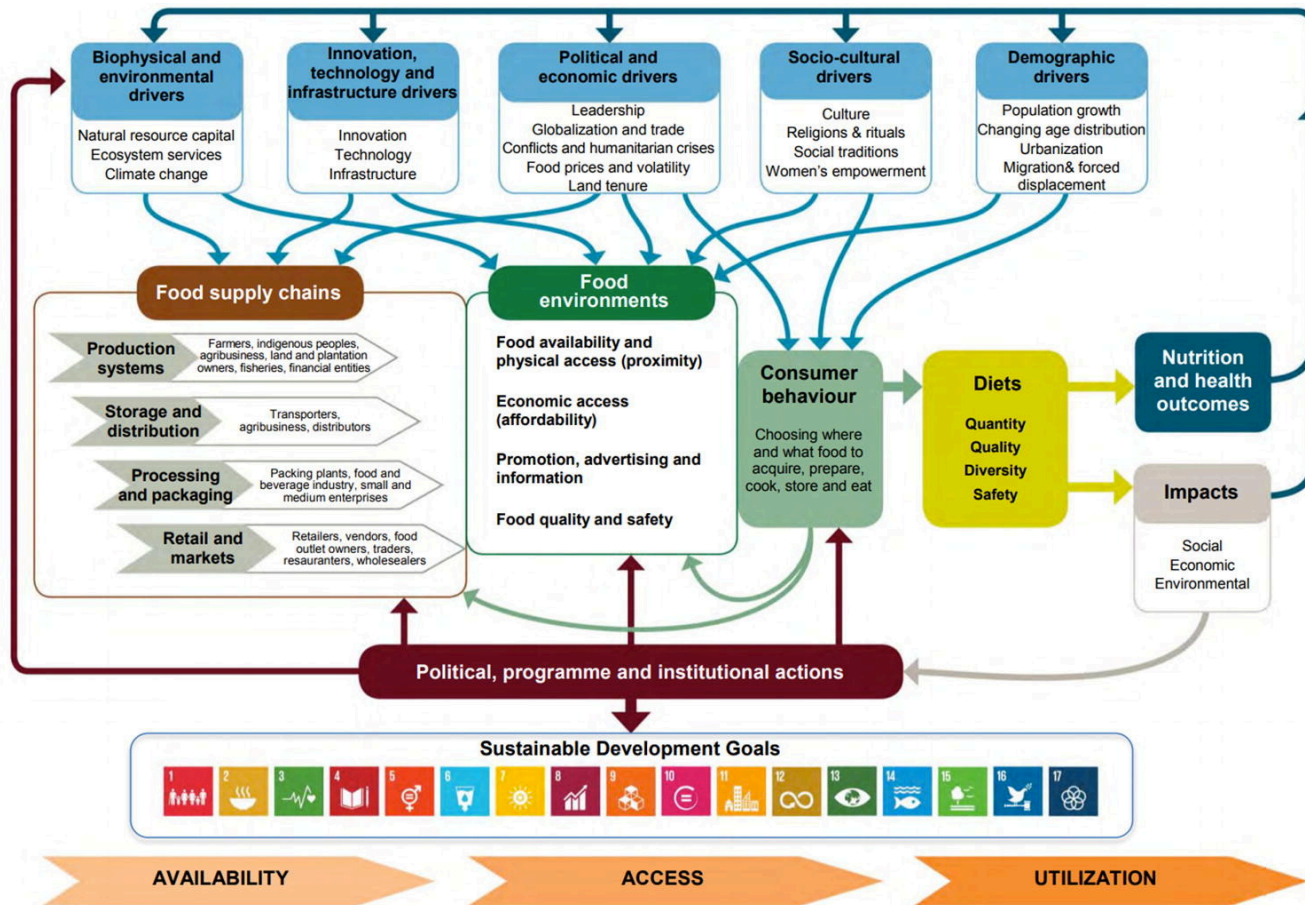 Biophysical and
environmental
drivers
Natural resource capital
Ecosystem services
Climate change
Innovation,
technology and
infrastructure drivers
Innovation
Technology
Infrastructure
Political and
economic drivers
Leadership
Globalization and trade
Conflicts and humanitarian crises
Food prices and volatility
Land tenure
Socio-cultural
drivers
Culture
Religions & rituals
Social traditions
Women's empowerment
Demographic
drivers
Population growth
Changing age distribution
Urbanization
Migration& forced
displacement
Food supply chains
Production
systems
Farmers, indigenous peoples,
agribusiness, land and plantation
owners, fisheries, financial entities
Storage and
distribution
Transporters,
agribusiness, distributors
Processing
and packaging
Packing plants, food and
beverage industry, small and
medium enterprises
Retail and
markets
Retailers, vendors, food
outlet owners, traders,
resauranters, wholesealers
Food
environments
Food availability and
physical access (proximity)
Economic access
(affordability)
Promotion, advertising and
information
Food quality and safety
Consumer
behaviour
Choosing where
and what food to
acquire, prepare,
cook, store and eat
Diets
Quantity
Quality
Diversity
Safety
Nutrition
and health
outcomes
Impacts
Social
Economic
Environmental
Political, programme and institutional actions
Sustainable Development Goals
1 2 3 4 5 6 7 8 9 10 11 12 13 14 15 16 17
AVAILABILITY
ACCESS
UTILIZATION